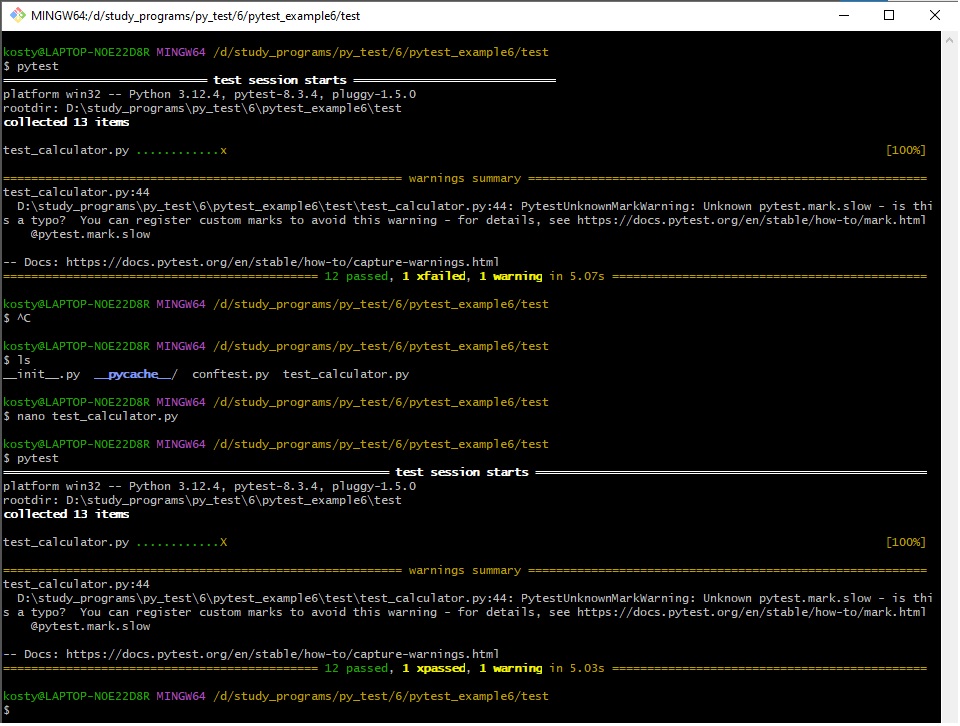 MINGW64:/d/study_programs/py_test/6/pytest_example6/test
kosty@LAPTOP-NOE22D8R MINGW64 /d/study_programs/py_test/6/pytest_example6/test
$ pytest
============================= test session starts =============================
platform win32 -- Python 3.12.4, pytest-8.3.4, pluggy-1.5.0
rootdir: D:\study_programs\py_test\6\pytest_example6\test
collected 13 items
test_calculator.py ............x [100%]
========================================================= warnings summary =========================================================
test_calculator.py:44
D:\study_programs\py_test\6\pytest_example6\test\test_calculator.py:44: PytestUnknownMarkWarning: Unknown pytest.mark.slow - is thi
s a typo?  You can register custom marks to avoid this warning - for details, see https://docs.pytest.org/en/stable/how-to/mark.html
@pytest.mark.slow
-- Docs: https://docs.pytest.org/en/stable/how-to/capture-warnings.html
============================================= 12 passed, 1 xfailed, 1 warning in 5.07s =============================================
kosty@LAPTOP-NOE22D8R MINGW64 /d/study_programs/py_test/6/pytest_example6/test
$ ^C
kosty@LAPTOP-NOE22D8R MINGW64 /d/study_programs/py_test/6/pytest_example6/test
$ ls
__init__.py  __pycache__/  conftest.py  test_calculator.py
kosty@LAPTOP-NOE22D8R MINGW64 /d/study_programs/py_test/6/pytest_example6/test
$ nano test_calculator.py
kosty@LAPTOP-NOE22D8R MINGW64 /d/study_programs/py_test/6/pytest_example6/test
$ pytest
======================================================= test session starts ========================================================
platform win32 -- Python 3.12.4, pytest-8.3.4, pluggy-1.5.0
rootdir: D:\study_programs\py_test\6\pytest_example6\test
collected 13 items
test_calculator.py ............X [100%]
========================================================= warnings summary =========================================================
test_calculator.py:44
D:\study_programs\py_test\6\pytest_example6\test\test_calculator.py:44: PytestUnknownMarkWarning: Unknown pytest.mark.slow - is thi
s a typo?  You can register custom marks to avoid this warning - for details, see https://docs.pytest.org/en/stable/how-to/mark.html
@pytest.mark.slow
-- Docs: https://docs.pytest.org/en/stable/how-to/capture-warnings.html
============================================= 12 passed, 1 xpassed, 1 warning in 5.03s =============================================
kosty@LAPTOP-NOE22D8R MINGW64 /d/study_programs/py_test/6/pytest_example6/test
$